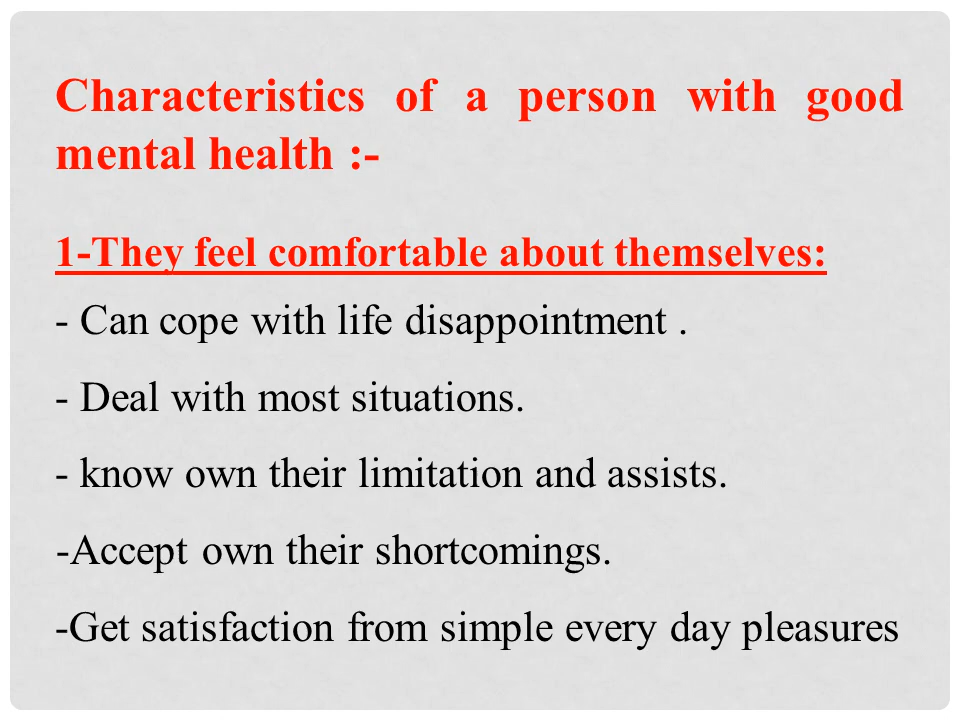 Characteristics of a person with good
mental health :-
1-They feel comfortable about themselves:
- Can cope with life disappointment .
- Deal with most situations.
- know own their limitation and assists.
-Accept own their shortcomings.
-Get satisfaction from simple every day pleasures